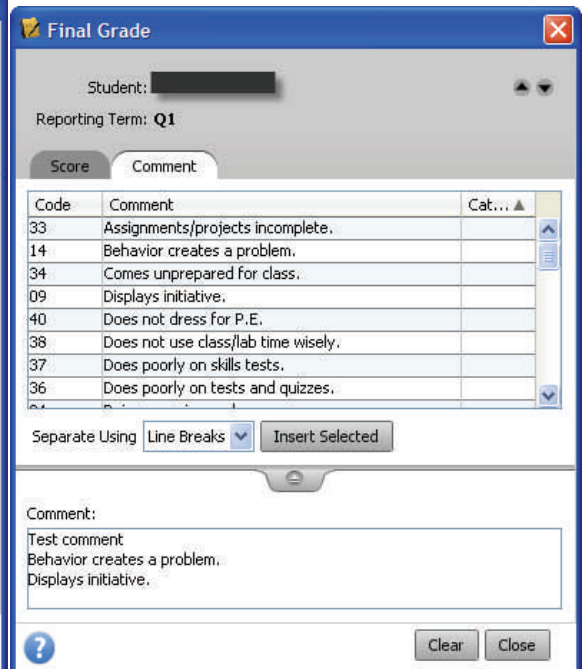 Final Grade
Student:
Reporting Term: Q1
Score Comment
Code Comment Cat...
33 Assignments/projects incomplete.
14 Behavior creates a problem.
34 Comes unprepared for class.
09 Displays initiative.
40 Does not dress for P.E.
38 Does not use class/lab time wisely.
37 Does poorly on skills tests.
36 Does poorly on tests and quizzes.
Separate Using Line Breaks Insert Selected
Comment:
Test comment
Behavior creates a problem.
Displays initiative.
? Clear Close